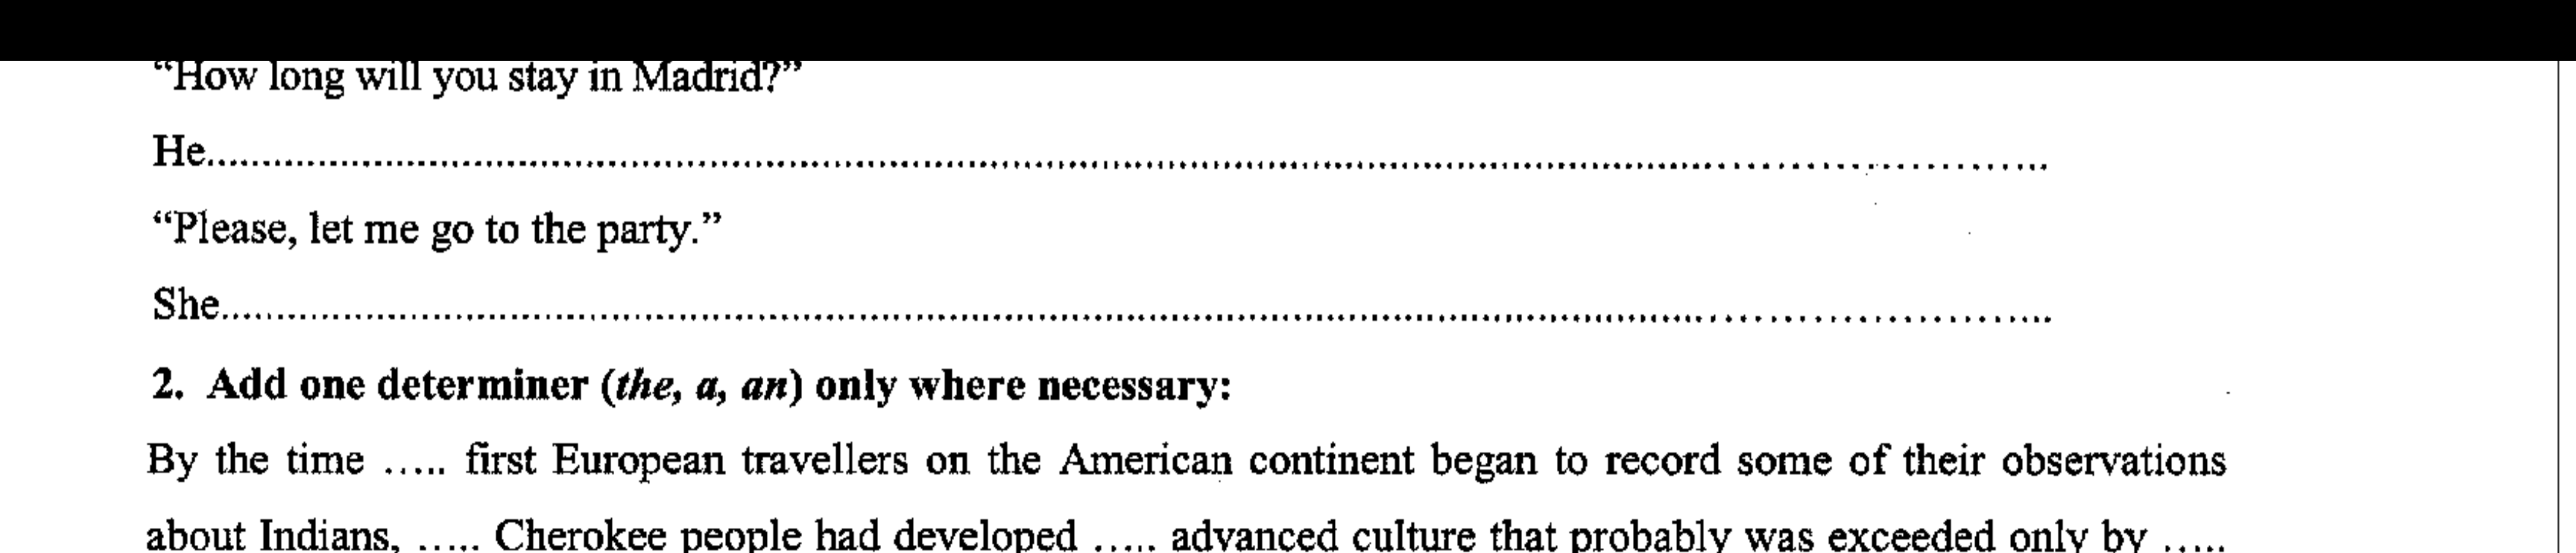 “How long will you stay in Madrid?”
He..........................................................................................................................................................
“Please, let me go to the party.”
She.........................................................................................................................................................
2. Add one determiner (the, a, an) only where necessary:
By the time ..... first European travellers on the American continent began to record some of their observations
about Indians, ..... Cherokee people had developed ..... advanced culture that probably was exceeded only by .....